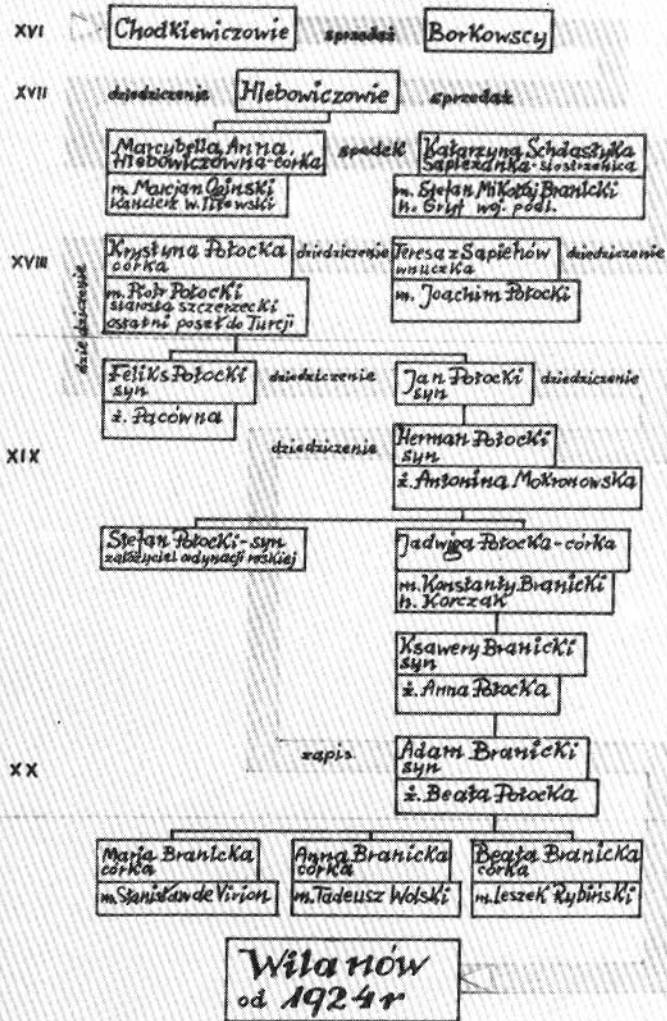 XVI
Chodkiewiczowie sprzedaż Borkowscy
XVII
dziedziczenie Hlebowiczowie sprzedaż
Marcybella Anna
Hlebowiczówna-córka
m. Marcjan Ogiński
kanclerz w. litewski
spadek
Katarzyna Scholastyka
Sapieżanka-siostrzenica
m. Stefan Mikołaj Branicki
h. Gryf woj. podl.
XVIII
dziedziczenie
Krystyna Potocka
córka
m. Piotr Potocki
starosta szczerzecki
ostatni poseł do Turcji
dziedziczenie
Teresa z Sapiehów
wnuczka
m. Joachim Potocki
dziedziczenie
Feliks Potocki
syn
ż. Pacówna
dziedziczenie
Jan Potocki
syn
dziedziczenie
XIX
dziedziczenie
Herman Potocki
syn
ż. Antonina Mokronowska
Stefan Potocki-syn
założyciel ordynacji roskiej
Jadwiga Potocka-córka
m. Konstanty Branicki
h. Korczak
Ksawery Branicki
syn
ż. Anna Potocka
XX
zapis
Adam Branicki
syn
ż. Beata Potocka
Maria Branicka
córka
m. Stanisław de Virion
Anna Branicka
córka
m. Tadeusz Wolski
Beata Branicka
córka
m. Leszek Rybiński
Wilanów
od 1924r